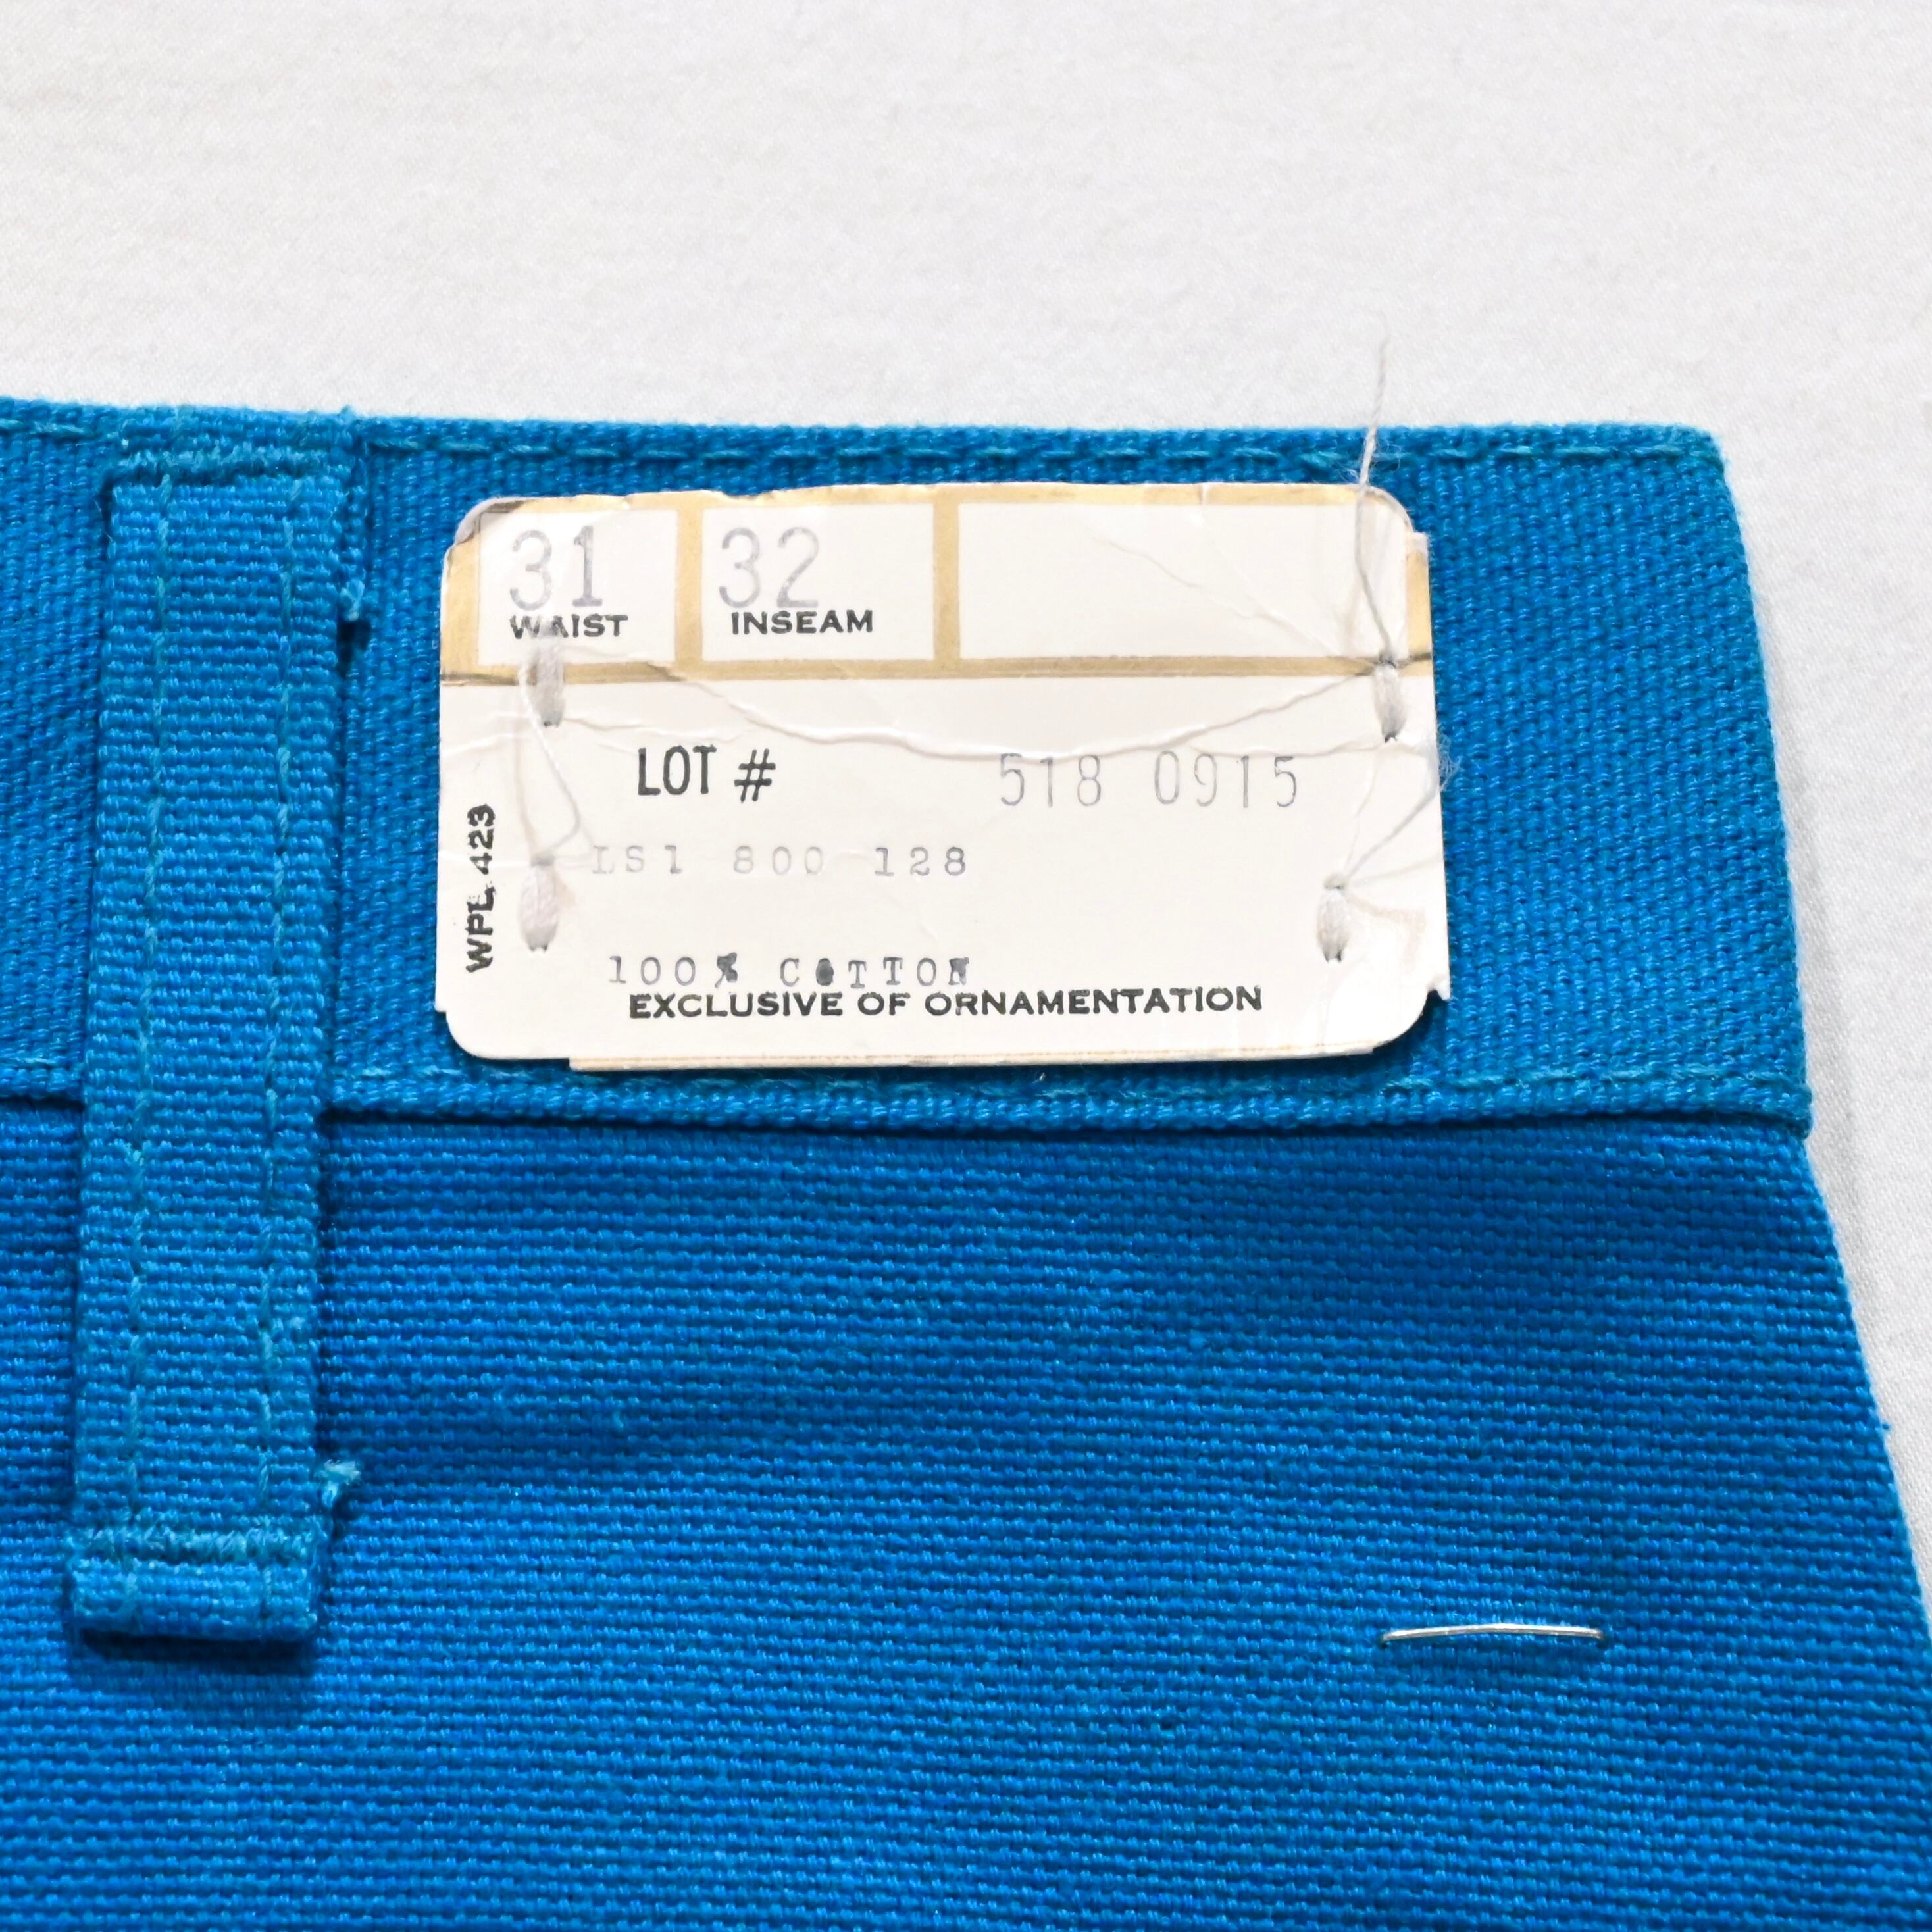 31 32
WAIST INSEAM
LOT # 518 0915
LS1 800 128
WPL 423
100% COTTON
EXCLUSIVE OF ORNAMENTATION